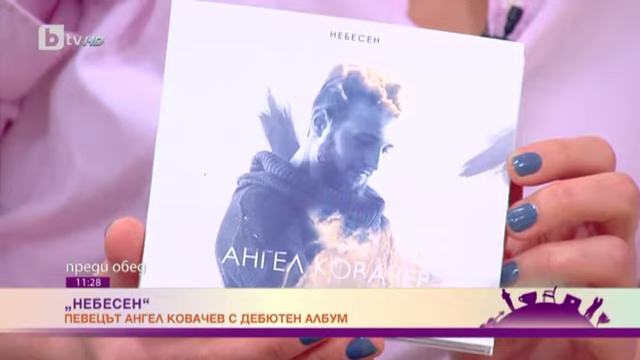 btv HD
НЕБЕСЕН
АНГЕЛ КОВАЧЕВ
преди обед
11:28
„НЕБЕСЕН“
ПЕВЕЦЪТ АНГЕЛ КОВАЧЕВ С ДЕБЮТЕН АЛБУМ